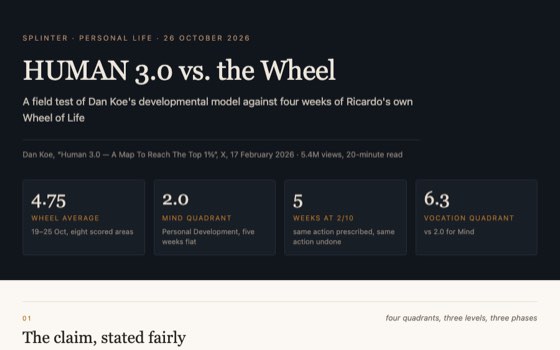 SPLINTER · PERSONAL LIFE · 26 OCTOBER 2026
HUMAN 3.0 vs. the Wheel
A field test of Dan Koe's developmental model against four weeks of Ricardo's own
Wheel of Life
Dan Koe, "Human 3.0 — A Map To Reach The Top 1%", X, 17 February 2026 · 5.4M views, 20-minute read
4.75
WHEEL AVERAGE
19–25 Oct, eight scored areas
2.0
MIND QUADRANT
Personal Development, five
weeks flat
5
WEEKS AT 2/10
same action prescribed, same
action undone
6.3
VOCATION QUADRANT
vs 2.0 for Mind
01
four quadrants, three levels, three phases
The claim, stated fairly